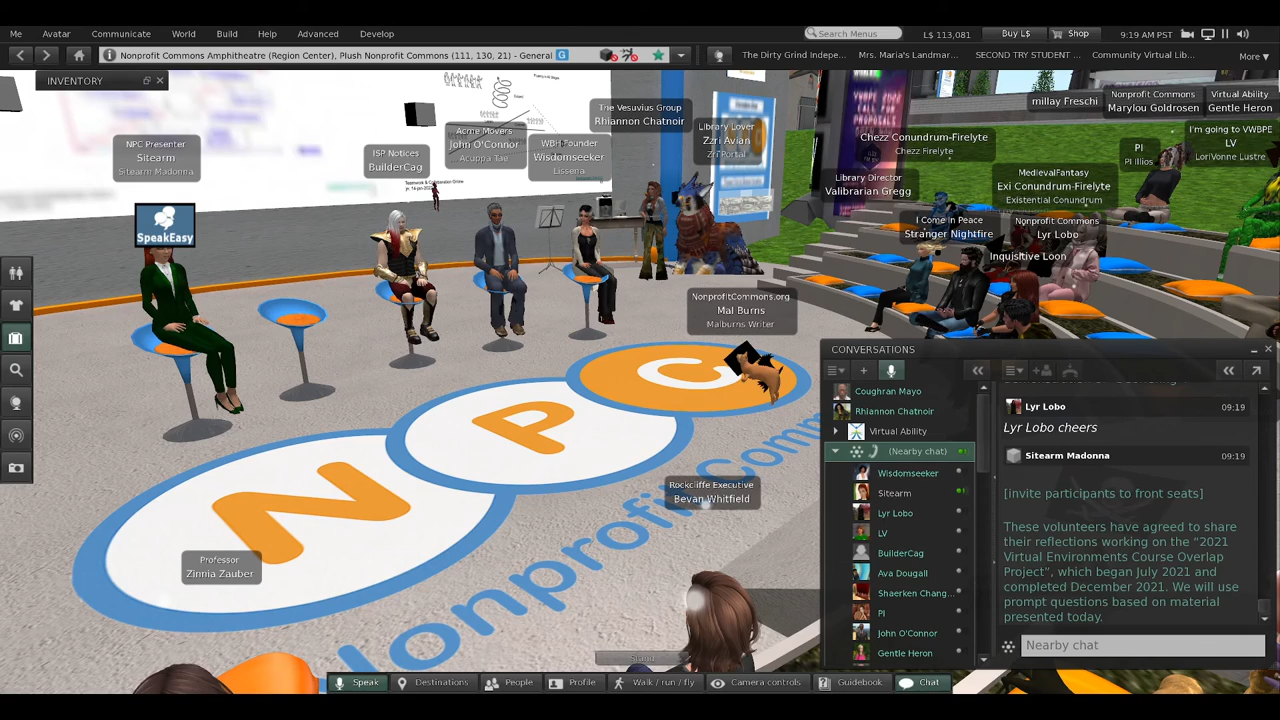 Me Avatar Communicate World Build Help Advanced Develop
Search Menus
L$ 113,081 Buy L$ Shop 9:19 AM PST
Nonprofit Commons Amphitheatre (Region Center), Plush Nonprofit Commons (111, 130, 21) - General G
The Dirty Grind Indepe... Mrs. Maria's Landmar... SECOND TRY STUDENT ... Community Virtual Lib... More
INVENTORY
NPC Presenter
Sitearm
Sitearm Madonna
SpeakEasy
ISP Notices
BuilderCag
Acme Movers
John O'Connor
Acuppa Tae
WBH Founder
Wisdomseeker
Lissena
Teamwork & Collaboration Online
The Vesuvius Group
Rhiannon Chatnoir
Library Lover
Zzri Avian
Zri Portal
millay Freschi
Nonprofit Commons
Marylou Goldrosen
Virtual Ability
Gentle Heron
Chezz Conundrum-Firelyte
Chezz Firelyte
PI
PI Illios
I'm going to VWBPE
LV
Lori\Vonne Lustre
Library Director
Valibrarian Gregg
MedievalFantasy
Exi Conundrum-Firelyte
Existential Conundrum
I Come In Peace
Stranger Nightfire
Nonprofit Commons
Lyr Lobo
Inquisitive Loon
NonprofitCommons.org
Mal Burns
Malburns Writer
Rockcliffe Executive
Bevan Whitfield
Professor
Zinnia Zauber
N P C
CONVERSATIONS
Coughran Mayo
Rhiannon Chatnoir
Virtual Ability
(Nearby chat)
Wisdomseeker
Sitearm
Lyr Lobo
LV
BuilderCag
Ava Dougall
Shaerken Chang...
PI
John O'Connor
Gentle Heron
Lyr Lobo 09:19
Lyr Lobo cheers
Sitearm Madonna 09:19
[invite participants to front seats]
These volunteers have agreed to share
their reflections working on the “2021
Virtual Environments Course Overlap
Project”, which began July 2021 and
completed December 2021. We will use
prompt questions based on material
presented today.
Nearby chat
Stand
Speak Destinations People Profile Walk / run / fly Camera controls Guidebook Chat